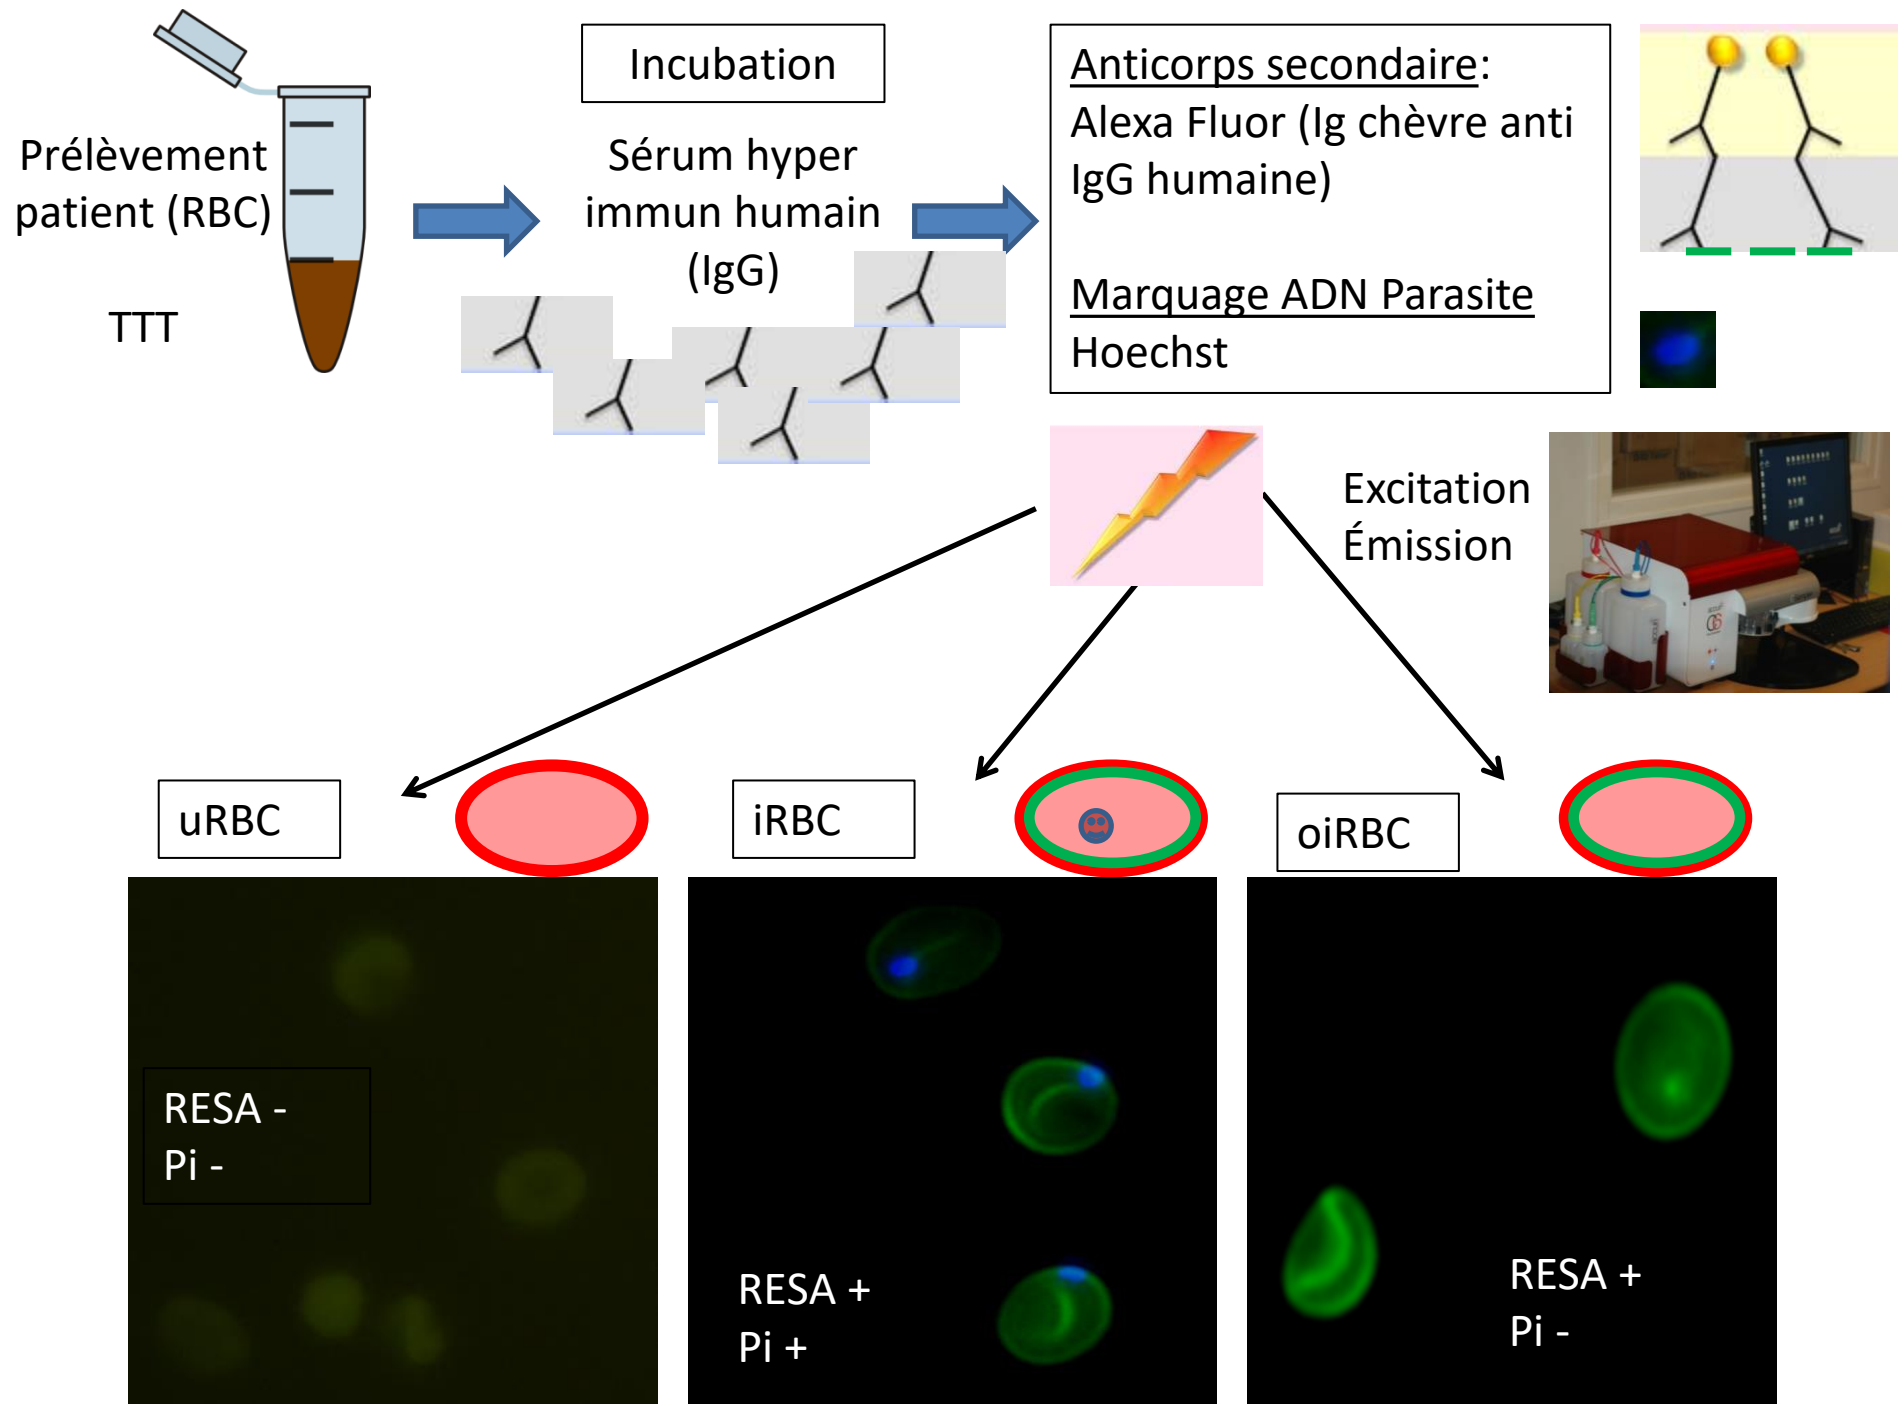 Prélèvement
patient (RBC)
TTT
Incubation
Sérum hyper
immun humain
(IgG)
Anticorps secondaire:
Alexa Fluor (Ig chèvre anti
IgG humaine)
Marquage ADN Parasite
Hoechst
Excitation
Émission
uRBC
iRBC
oiRBC
RESA -
Pi -
RESA +
Pi +
RESA +
Pi -